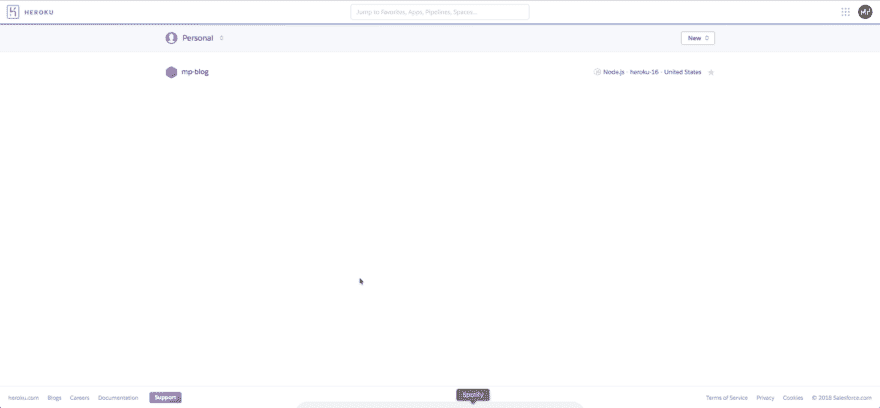 HEROKU
Jump to Favorites, Apps, Pipelines, Spaces...
Personal
New
mp-blog
Node.js · heroku-16 · United States
Spotify
heroku.com Blogs Careers Documentation Support
Terms of Service Privacy Cookies © 2018 Salesforce.com